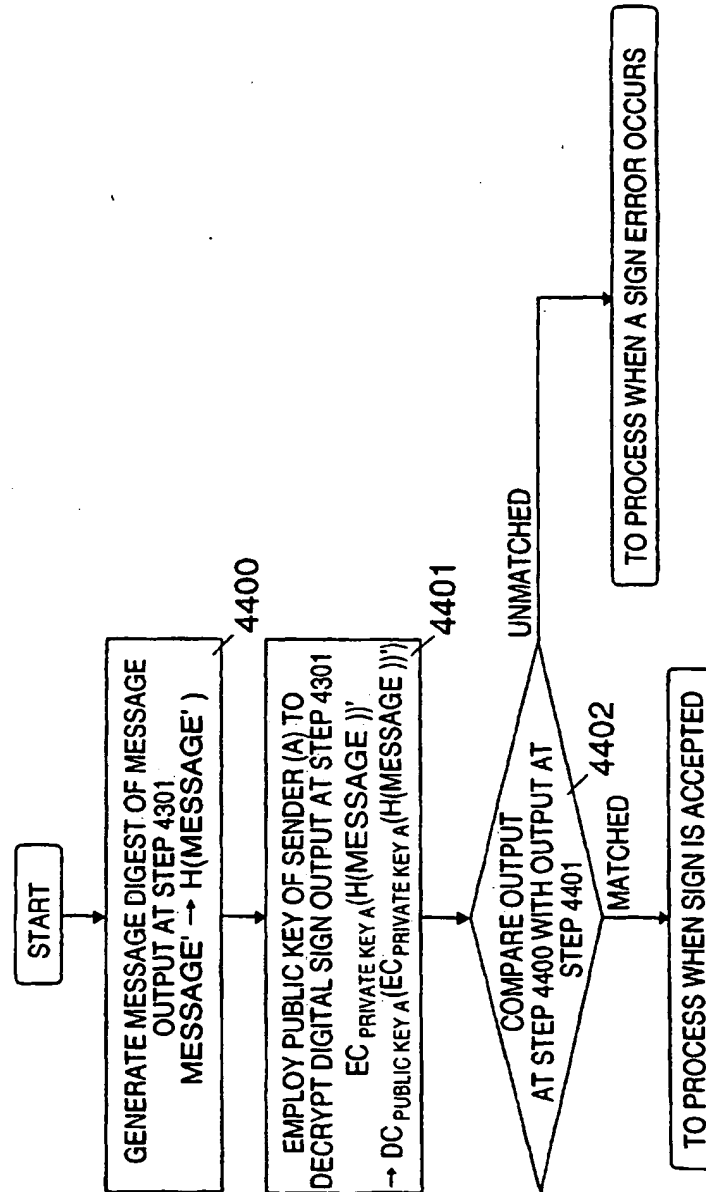 START
GENERATE MESSAGE DIGEST OF MESSAGE
OUTPUT AT STEP 4301
MESSAGE' → H(MESSAGE' )
4400
EMPLOY PUBLIC KEY OF SENDER (A) TO
DECRYPT DIGITAL SIGN OUTPUT AT STEP 4301
EC PRIVATE KEY A (H(MESSAGE ))'
→ DC PUBLIC KEY A (EC PRIVATE KEY A (H(MESSAGE ))')
4401
COMPARE OUTPUT
AT STEP 4400 WITH OUTPUT AT
STEP 4401
4402
UNMATCHED
MATCHED
TO PROCESS WHEN A SIGN ERROR OCCURS
TO PROCESS WHEN SIGN IS ACCEPTED